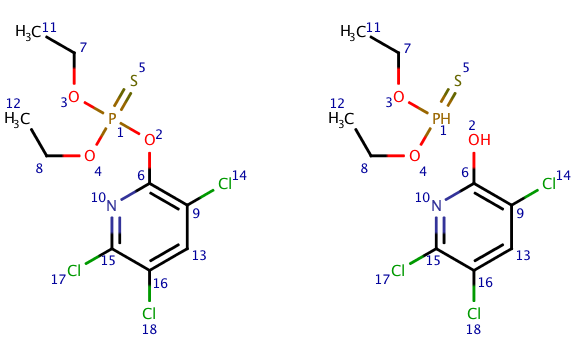 H₃C 11 H₃C 11
7 5 7 5
S S
12 3 O 2 12 3 O 2
H₃C P 1 O H₃C PH 1 OH
8 O 4 8 O 4
6 Cl 14 6 Cl 14
10 N 9 10 N 9
15 13 15 13
Cl 16 Cl 16
17 Cl 17 Cl
18 18